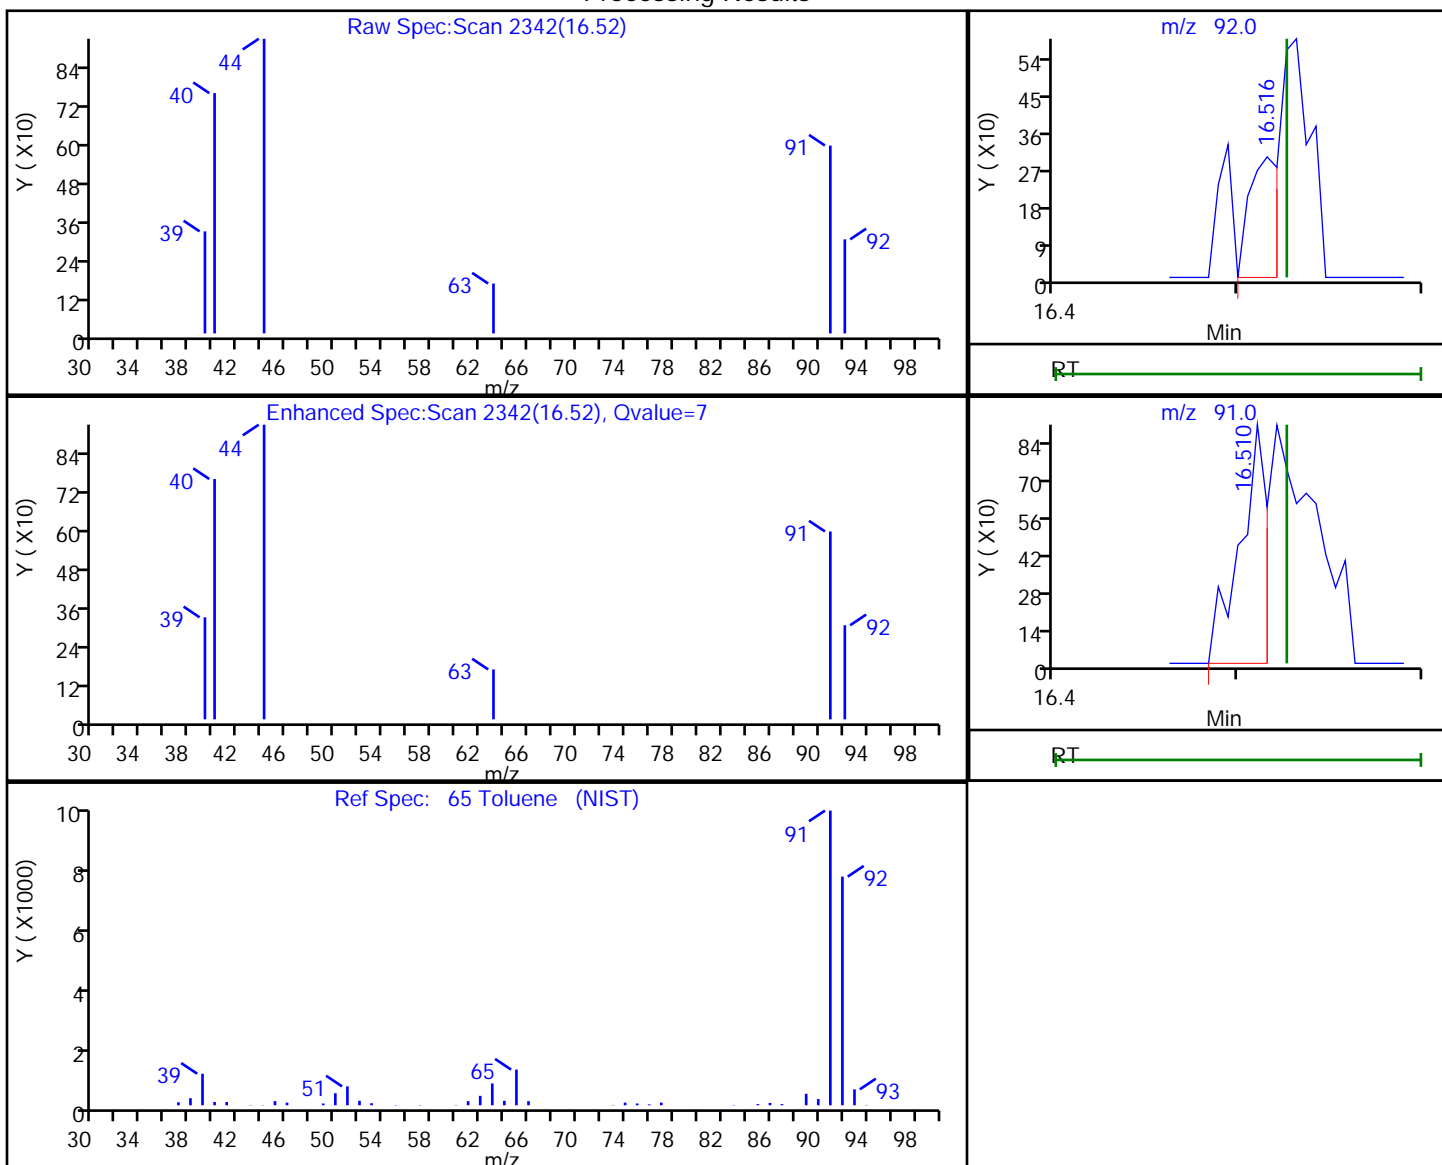 Processing Results
Raw Spec:Scan 2342(16.52)
Y ( X10)
84
72
60
48
36
24
12
0
39
40
44
63
91
92
30 34 38 42 46 50 54 58 62 66 70 74 78 82 86 90 94 98
m/z
m/z 92.0
Y ( X10)
54
45
36
27
18
9
0
16.516
16.4
Min
RT
Enhanced Spec:Scan 2342(16.52), Qvalue=7
Y ( X10)
84
72
60
48
36
24
12
0
39
40
44
63
91
92
30 34 38 42 46 50 54 58 62 66 70 74 78 82 86 90 94 98
m/z
m/z 91.0
Y ( X10)
84
70
56
42
28
14
0
16.510
16.4
Min
RT
Ref Spec: 65 Toluene (NIST)
Y ( X1000)
10
8
6
4
2
0
39
51
65
91
92
93
30 34 38 42 46 50 54 58 62 66 70 74 78 82 86 90 94 98
m/z